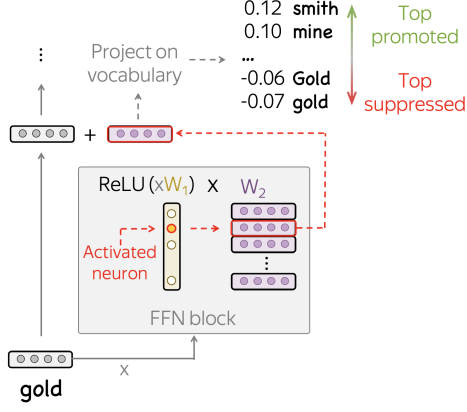 0.12 smith
0.10 mine
...
-0.06 Gold
-0.07 gold
Top
promoted
Top
suppressed
Project on
vocabulary
+
ReLU(xW1) x W2
Activated
neuron
FFN block
x
gold